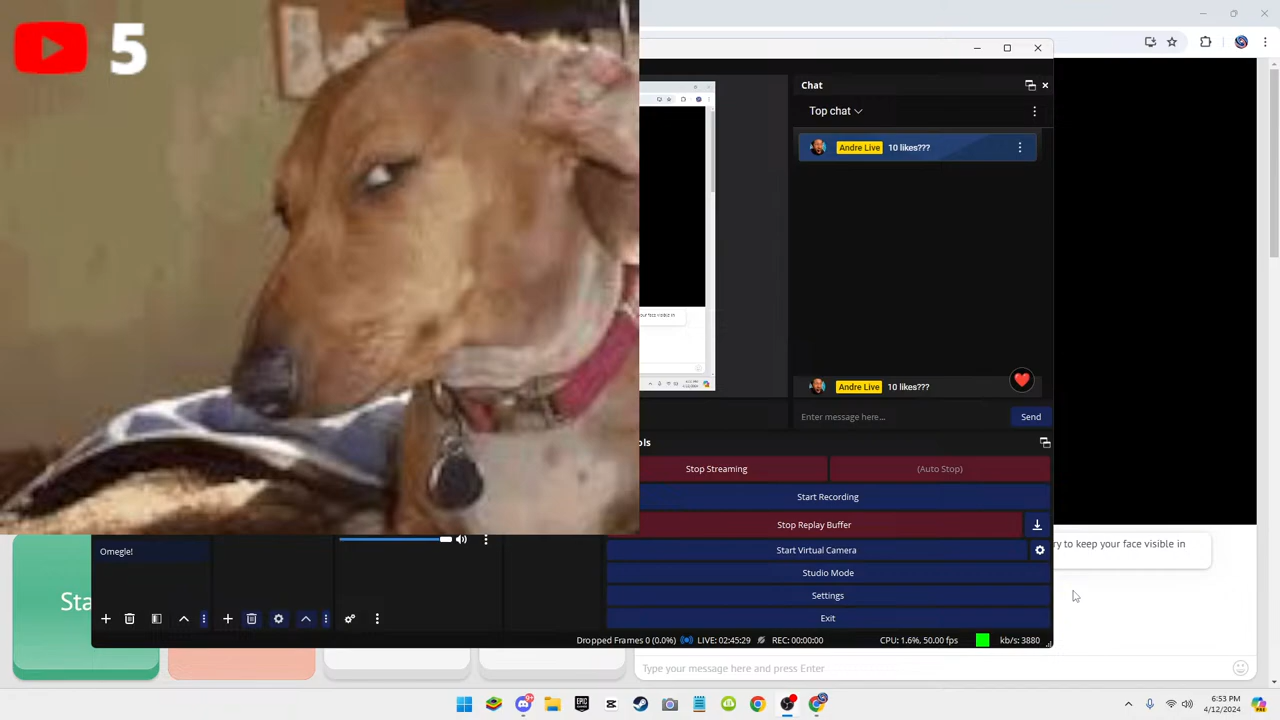 5
Chat
Top chat
Andre Live 10 likes???
Andre Live 10 likes???
Enter message here...
Send
ols
Stop Streaming
(Auto Stop)
Start Recording
Stop Replay Buffer
Start Virtual Camera
Studio Mode
Settings
Exit
Omegle!
Sta
ry to keep your face visible in
Dropped Frames 0 (0.0%)
LIVE: 02:45:29
REC: 00:00:00
CPU: 1.6%, 50.00 fps
kb/s: 3880
Type your message here and press Enter
6:53 PM
4/12/2024